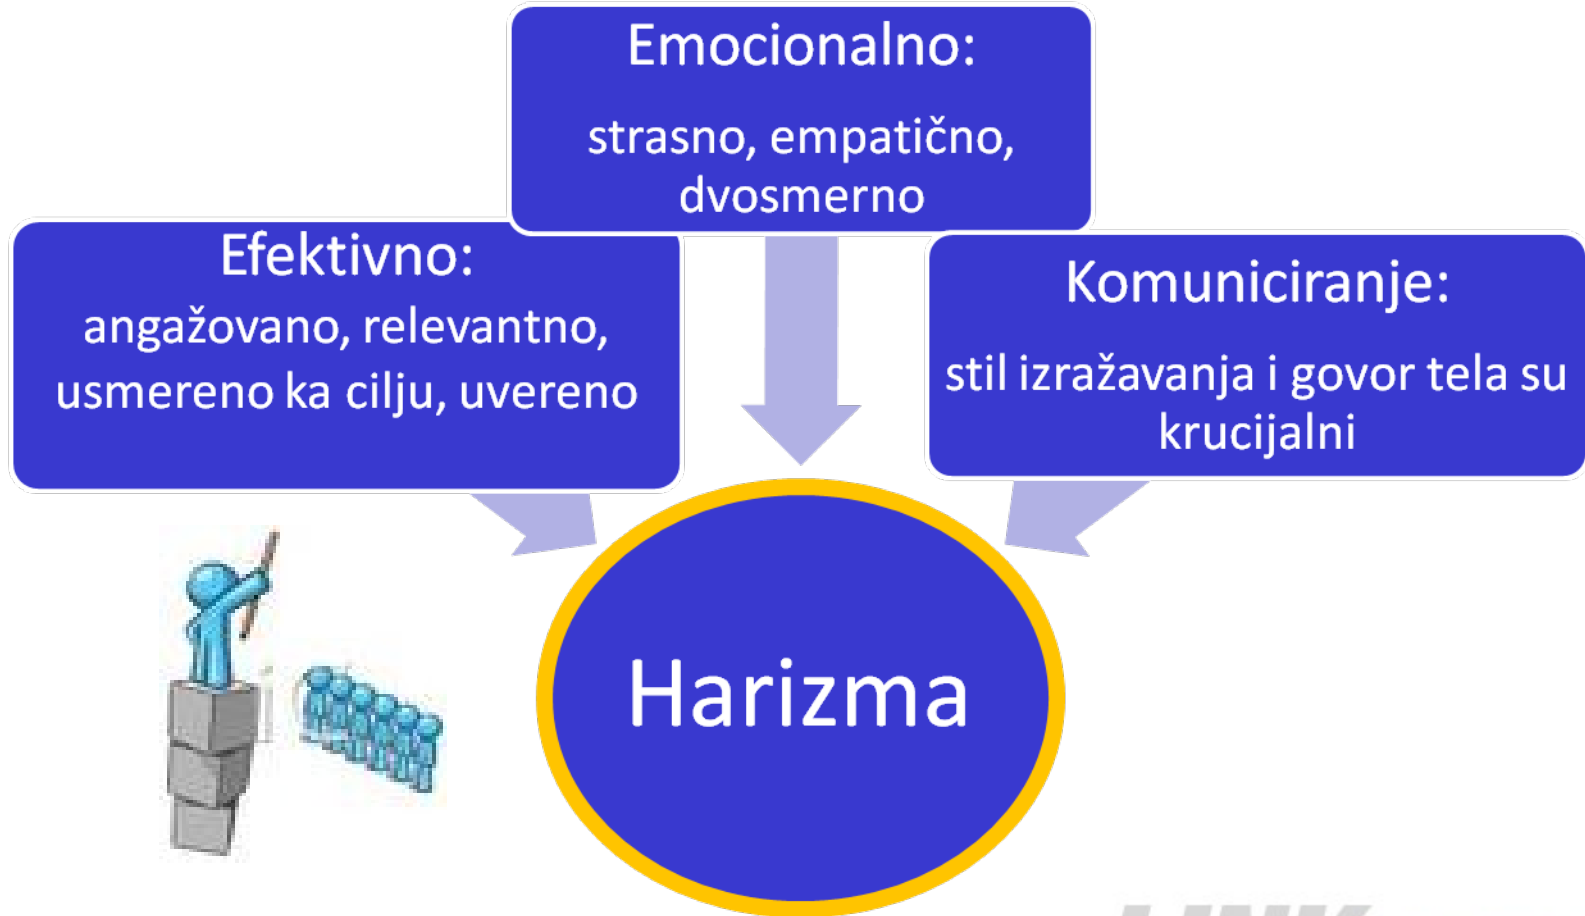 Emocionalno:
strasno, empatično,
dvosmerno
Efektivno:
angažovano, relevantno,
usmereno ka cilju, uvereno
Komuniciranje:
stil izražavanja i govor tela su
krucijalni
Harizma